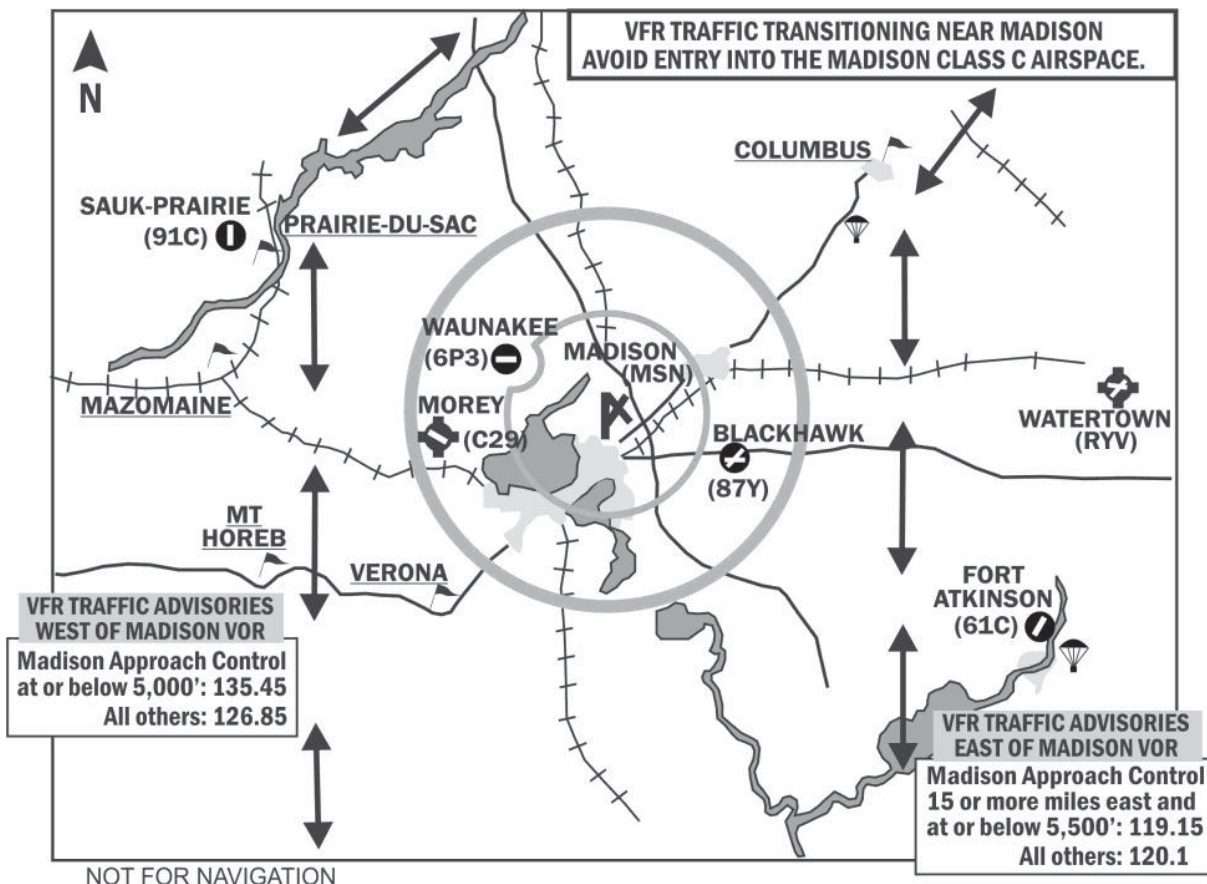 VFR TRAFFIC TRANSITIONING NEAR MADISON
AVOID ENTRY INTO THE MADISON CLASS C AIRSPACE.
N
COLUMBUS
SAUK-PRAIRIE
(91C)
PRAIRIE-DU-SAC
WAUNAKEE
(6P3)
MADISON
(MSN)
MAZOMAINE
MOREY
(C29)
BLACKHAWK
(87Y)
WATERTOWN
(RYV)
MT
HOREB
VERONA
FORT
ATKINSON
(61C)
VFR TRAFFIC ADVISORIES
WEST OF MADISON VOR
Madison Approach Control
at or below 5,000': 135.45
All others: 126.85
VFR TRAFFIC ADVISORIES
EAST OF MADISON VOR
Madison Approach Control
15 or more miles east and
at or below 5,500': 119.15
All others: 120.1
NOT FOR NAVIGATION